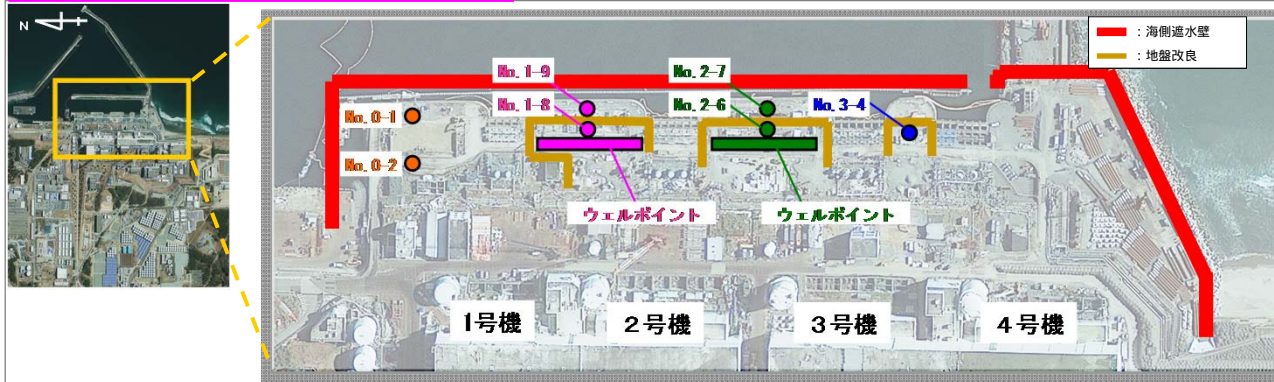 N
：海側遮水壁
：地盤改良
No. 1-9
No. 2-7
No. 0-1
No. 1-8
No. 2-6
No. 3-4
No. 0-2
ウェルポイント
ウェルポイント
1号機
2号機
3号機
4号機